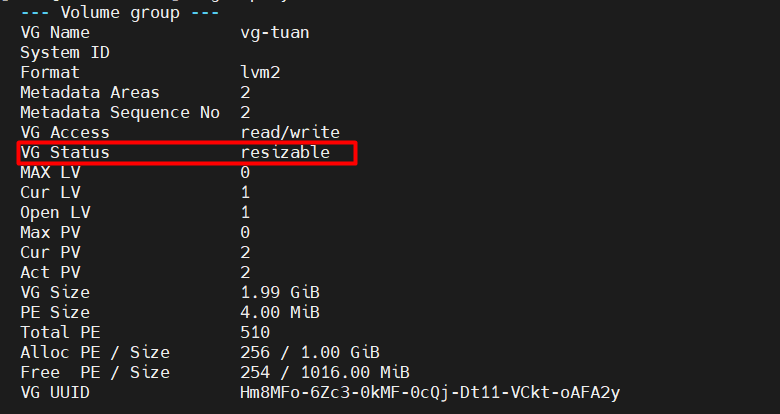 --- Volume group ---
VG Name vg-tuan
System ID
Format lvm2
Metadata Areas 2
Metadata Sequence No 2
VG Access read/write
VG Status resizable
MAX LV 0
Cur LV 1
Open LV 1
Max PV 0
Cur PV 2
Act PV 2
VG Size 1.99 GiB
PE Size 4.00 MiB
Total PE 510
Alloc PE / Size 256 / 1.00 GiB
Free  PE / Size 254 / 1016.00 MiB
VG UUID Hm8MFo-6Zc3-0kMF-0cQj-Dt11-VCkt-oAFA2y